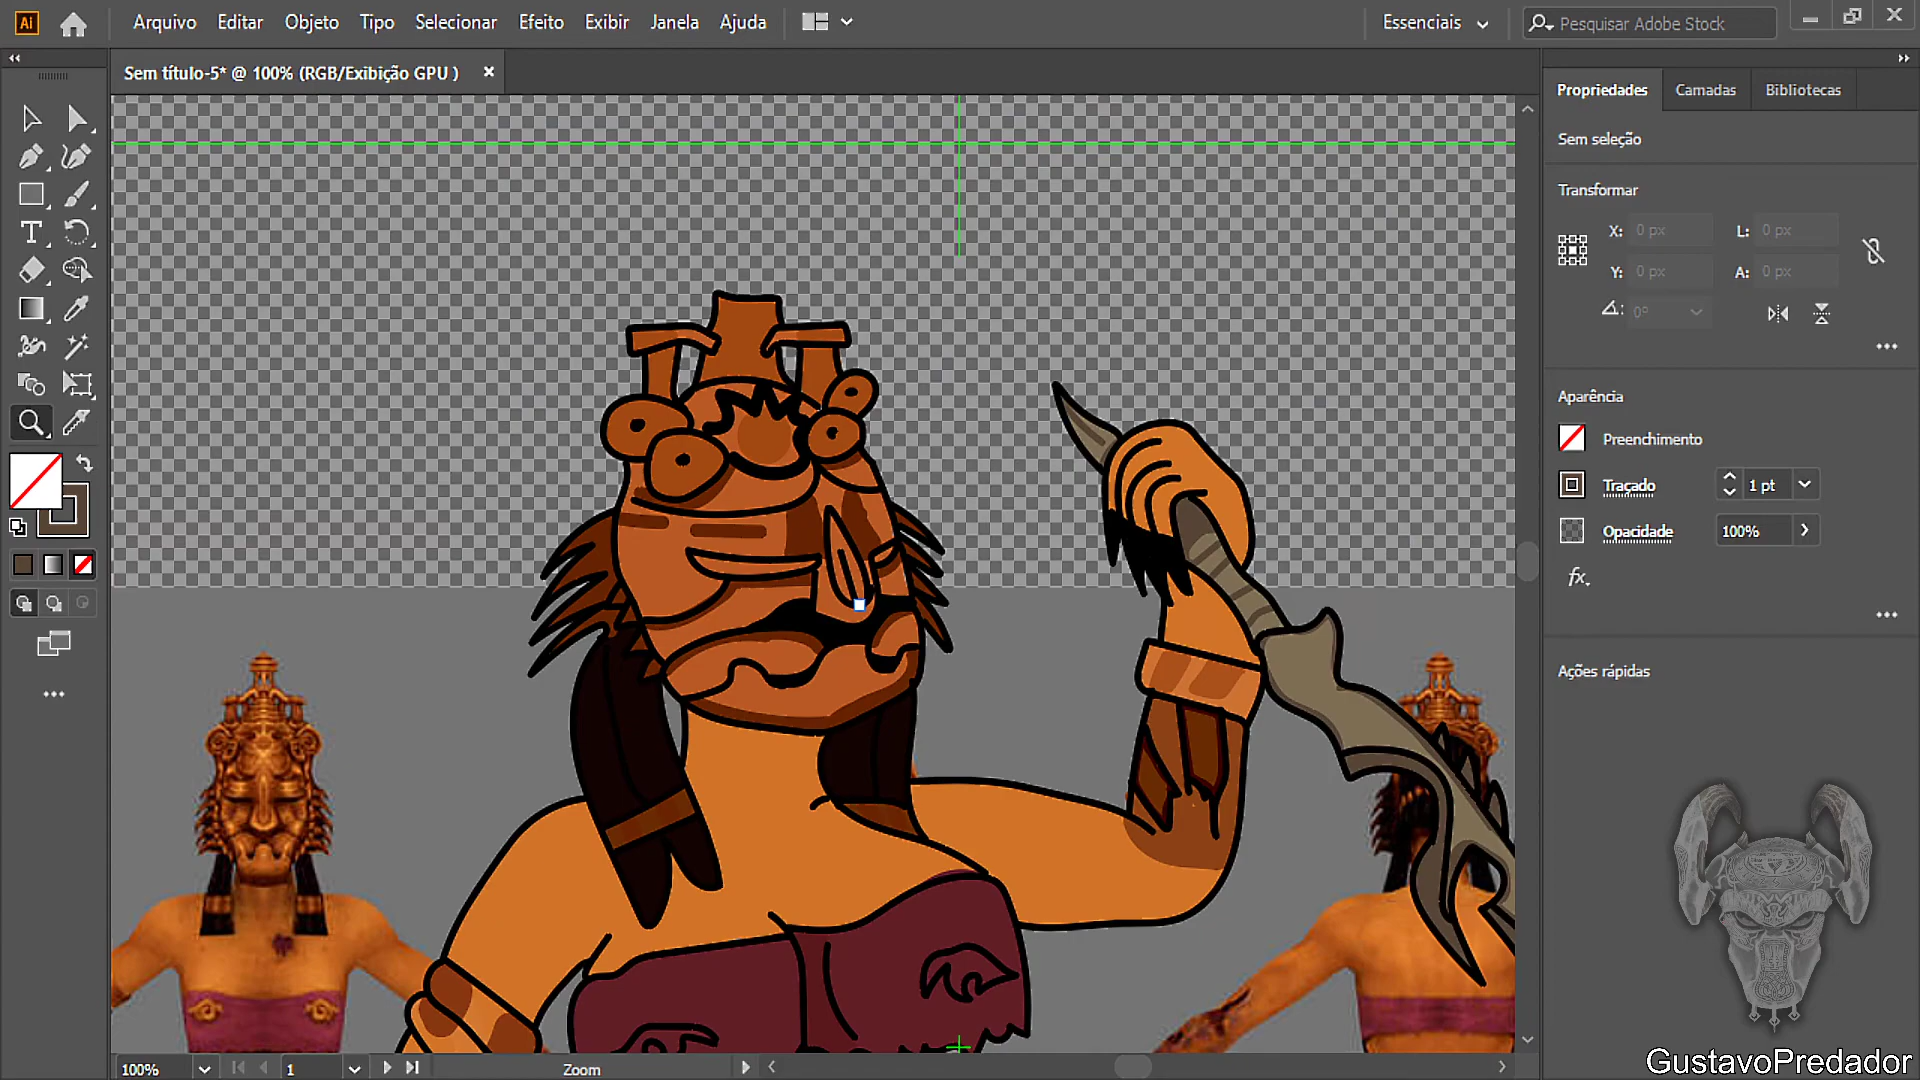 Ai Arquivo Editar Objeto Tipo Selecionar Efeito Exibir Janela Ajuda Essenciais Pesquisar Adobe Stock
Sem título-5* @ 100% (RGB/Exibição GPU )
Propriedades Camadas Bibliotecas
Sem seleção
Transformar
X: 0 px L: 0 px
Y: 0 px A: 0 px
0°
Aparência
Preenchimento
Traçado 1 pt
Opacidade 100%
fx.
Ações rápidas
100% 1 Zoom
GustavoPredador